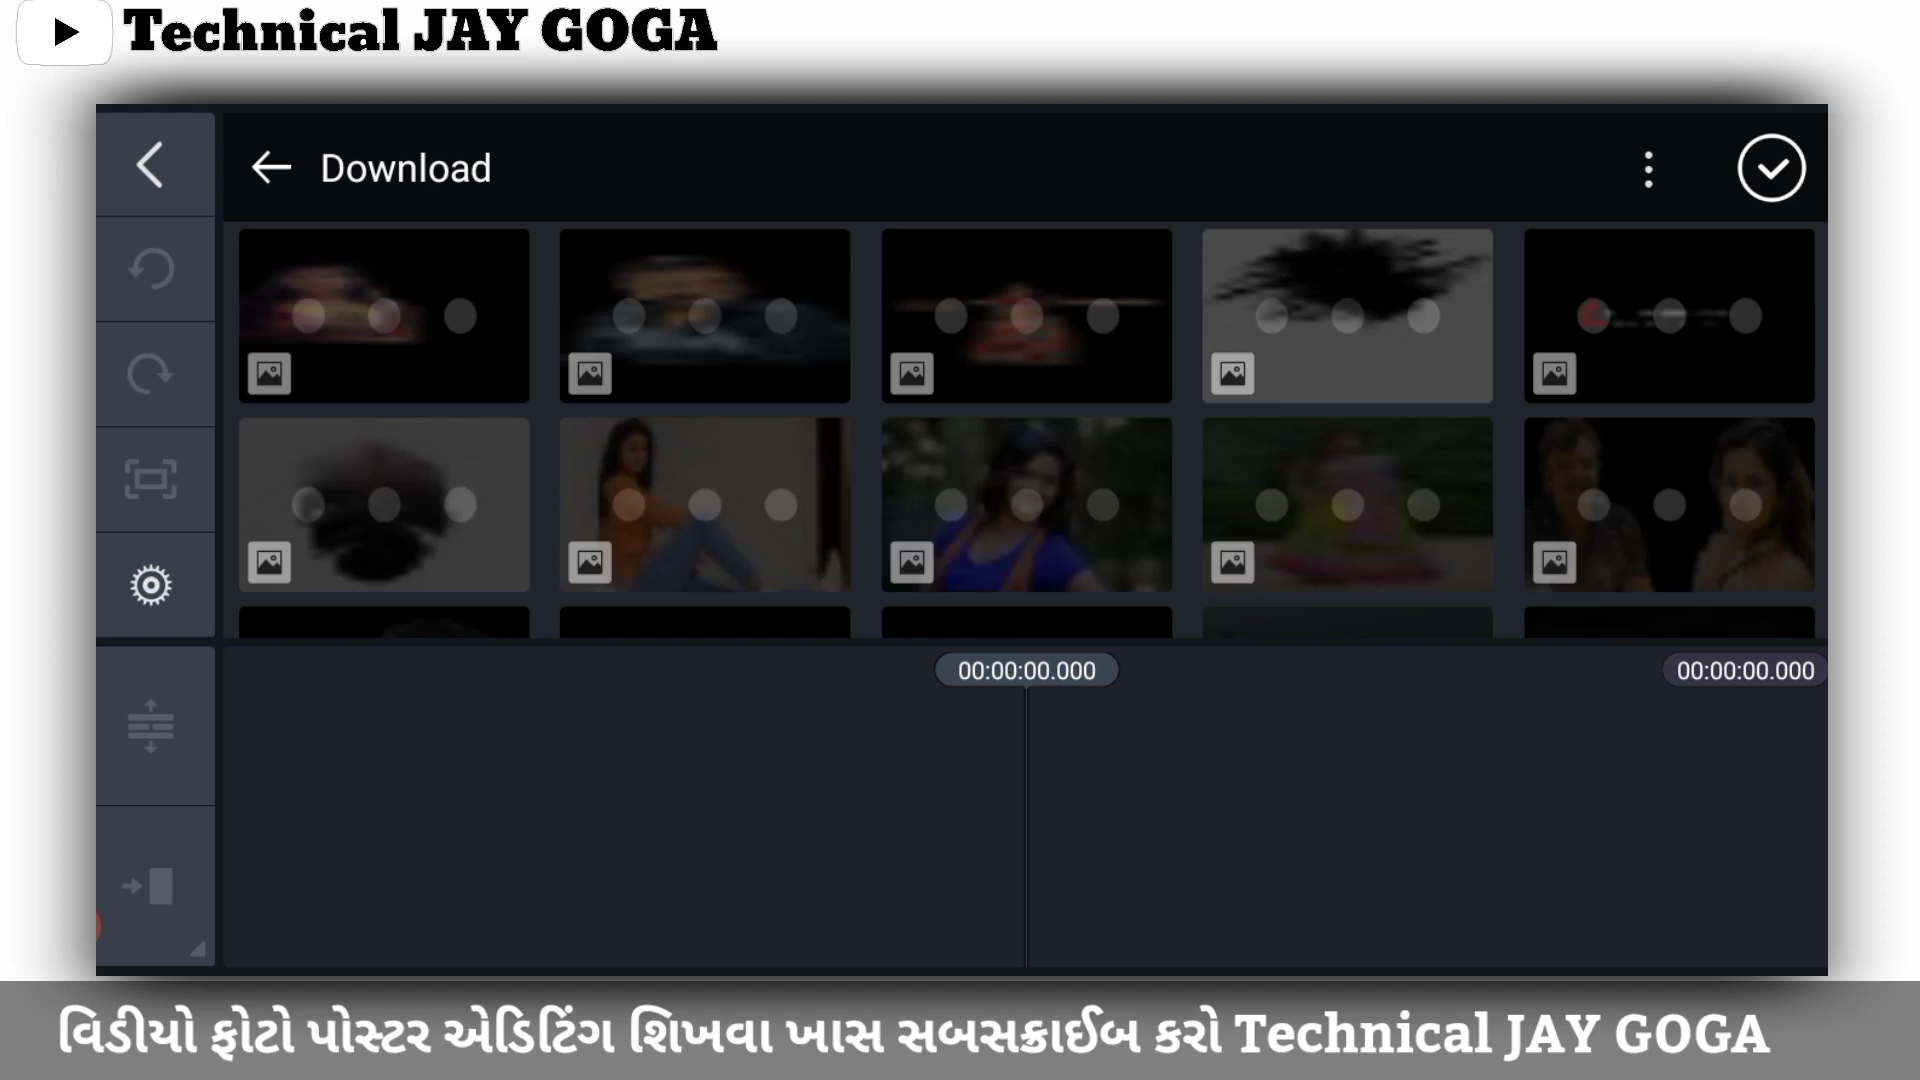 Technical JAY GOGA
Download
00:00:00.000
00:00:00.000
વિડીયો ફોટો પોસ્ટર એડિટિંગ શિખવા ખાસ સબસક્રાઈબ કરો Technical JAY GOGA